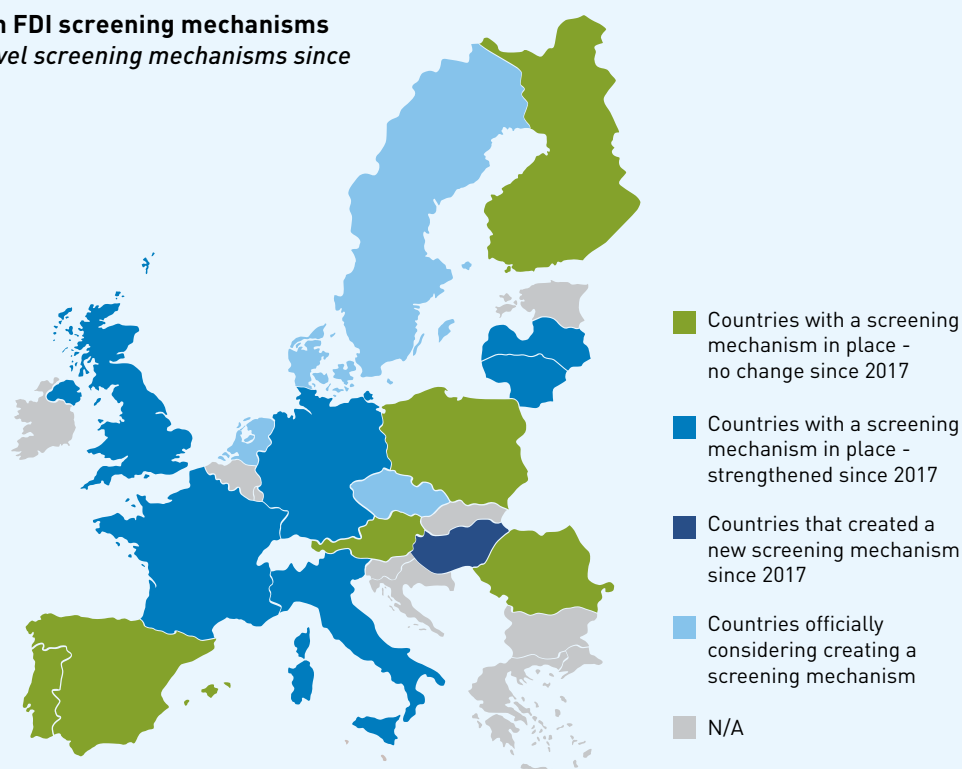 n FDI screening mechanisms
vel screening mechanisms since
Countries with a screening
mechanism in place -
no change since 2017
Countries with a screening
mechanism in place -
strengthened since 2017
Countries that created a
new screening mechanism
since 2017
Countries officially
considering creating a
screening mechanism
N/A